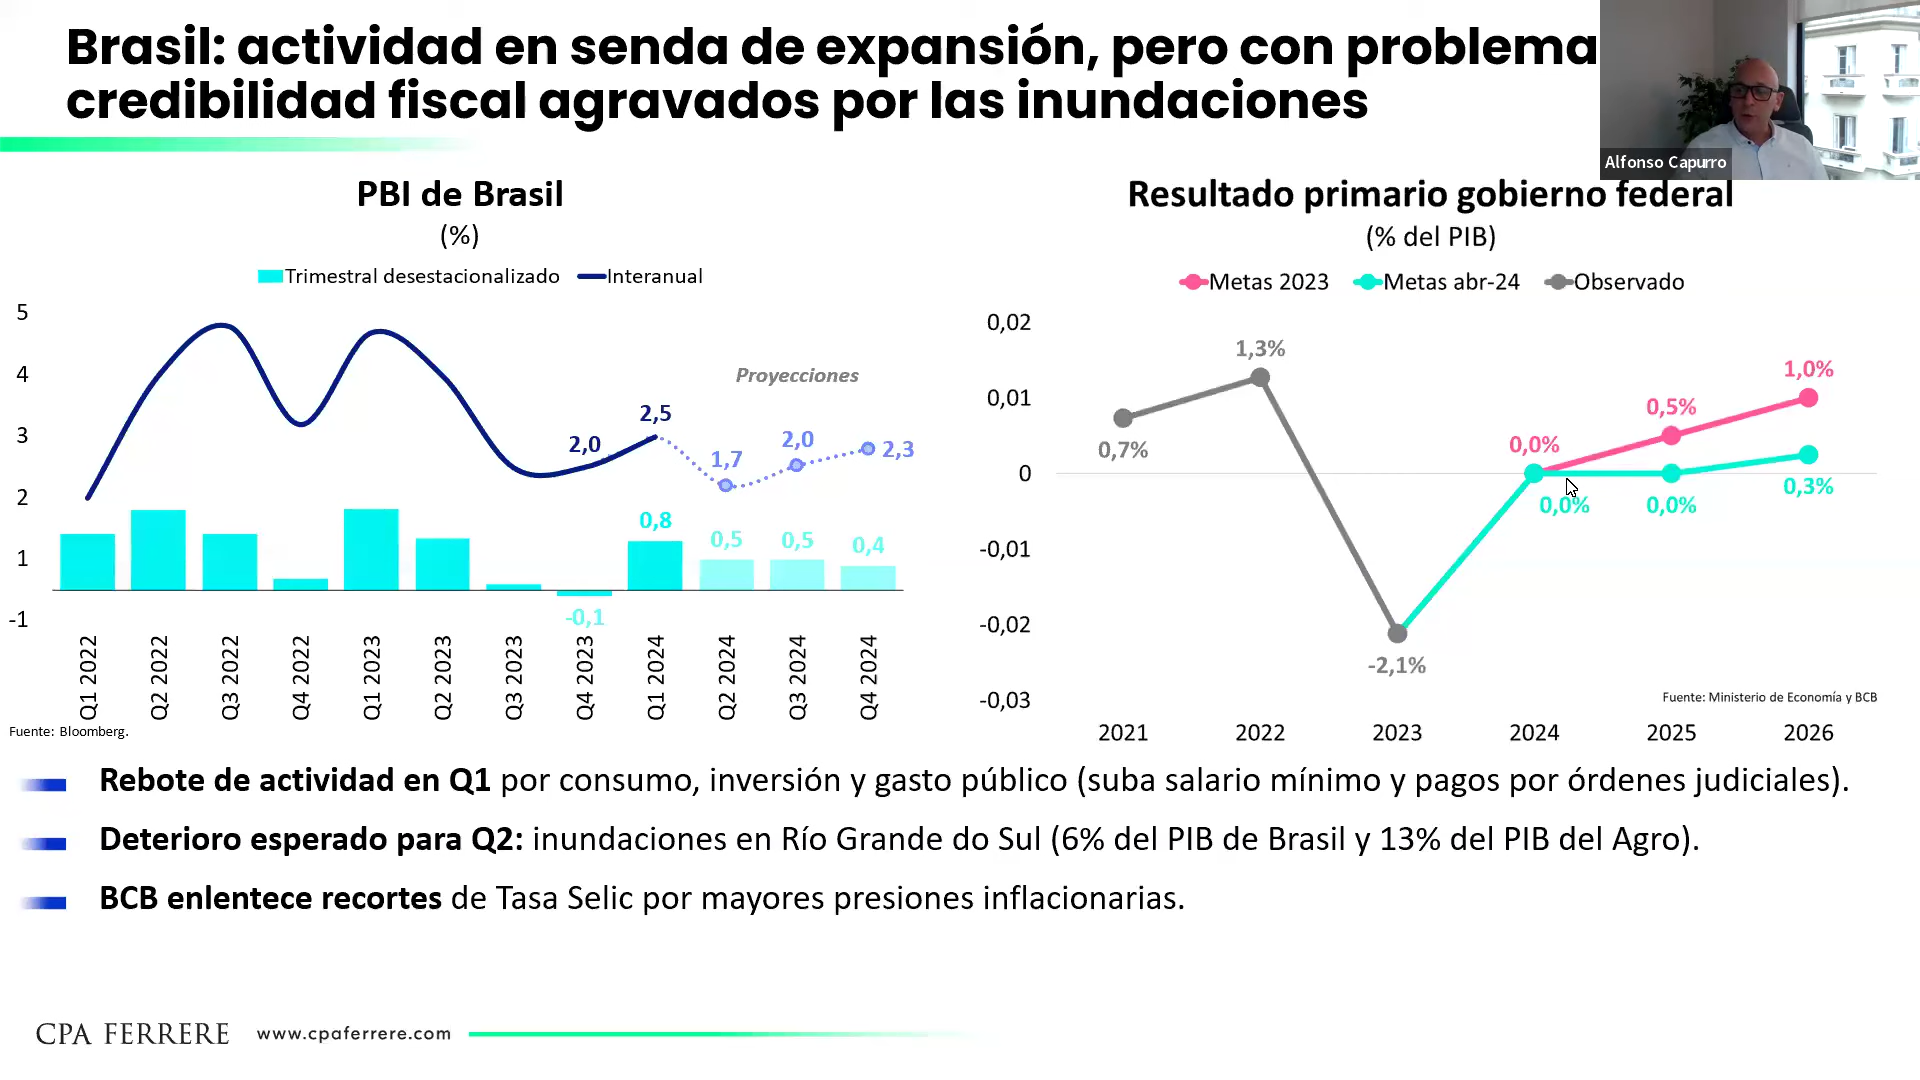 Brasil: actividad en senda de expansión, pero con problema
credibilidad fiscal agravados por las inundaciones
Alfonso Capurro
PBI de Brasil
(%)
Trimestral desestacionalizado
Interanual
5
4
3
2
1
-1
2,0
2,5
Proyecciones
1,7
2,0
2,3
-0,1
0,8
0,5
0,5
0,4
Q1 2022
Q2 2022
Q3 2022
Q4 2022
Q1 2023
Q2 2023
Q3 2023
Q4 2023
Q1 2024
Q2 2024
Q3 2024
Q4 2024
Fuente: Bloomberg.
Resultado primario gobierno federal
(% del PIB)
Metas 2023
Metas abr-24
Observado
0,02
0,01
0
-0,01
-0,02
-0,03
0,7%
1,3%
-2,1%
0,0%
0,5%
1,0%
0,0%
0,0%
0,3%
Fuente: Ministerio de Economía y BCB
2021
2022
2023
2024
2025
2026
Rebote de actividad en Q1 por consumo, inversión y gasto público (suba salario mínimo y pagos por órdenes judiciales).
Deterioro esperado para Q2: inundaciones en Río Grande do Sul (6% del PIB de Brasil y 13% del PIB del Agro).
BCB enlentece recortes de Tasa Selic por mayores presiones inflacionarias.
CPA FERRERE
www.cpaferrere.com